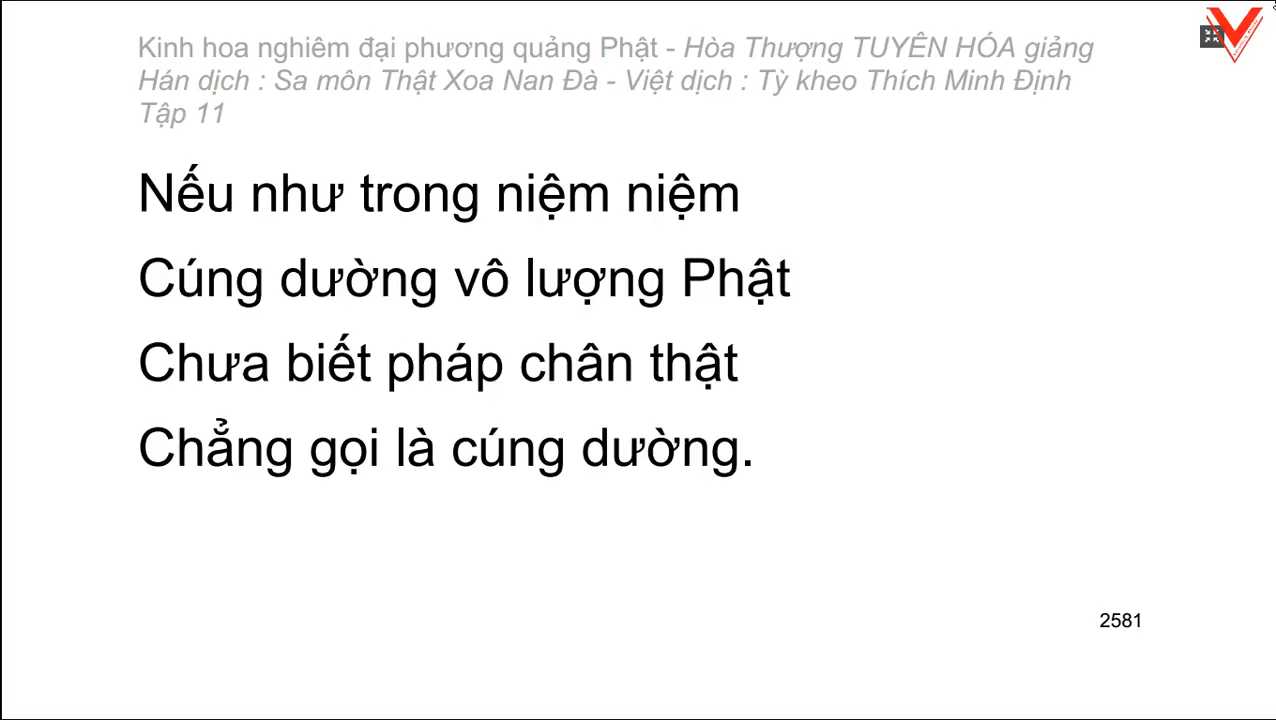 Kinh hoa nghiêm đại phương quảng Phật - Hòa Thượng TUYÊN HÓA giảng
Hán dịch : Sa môn Thật Xoa Nan Đà - Việt dịch : Tỳ kheo Thích Minh Định
Tập 11
Nếu như trong niệm niệm
Cúng dường vô lượng Phật
Chưa biết pháp chân thật
Chẳng gọi là cúng dường.
2581